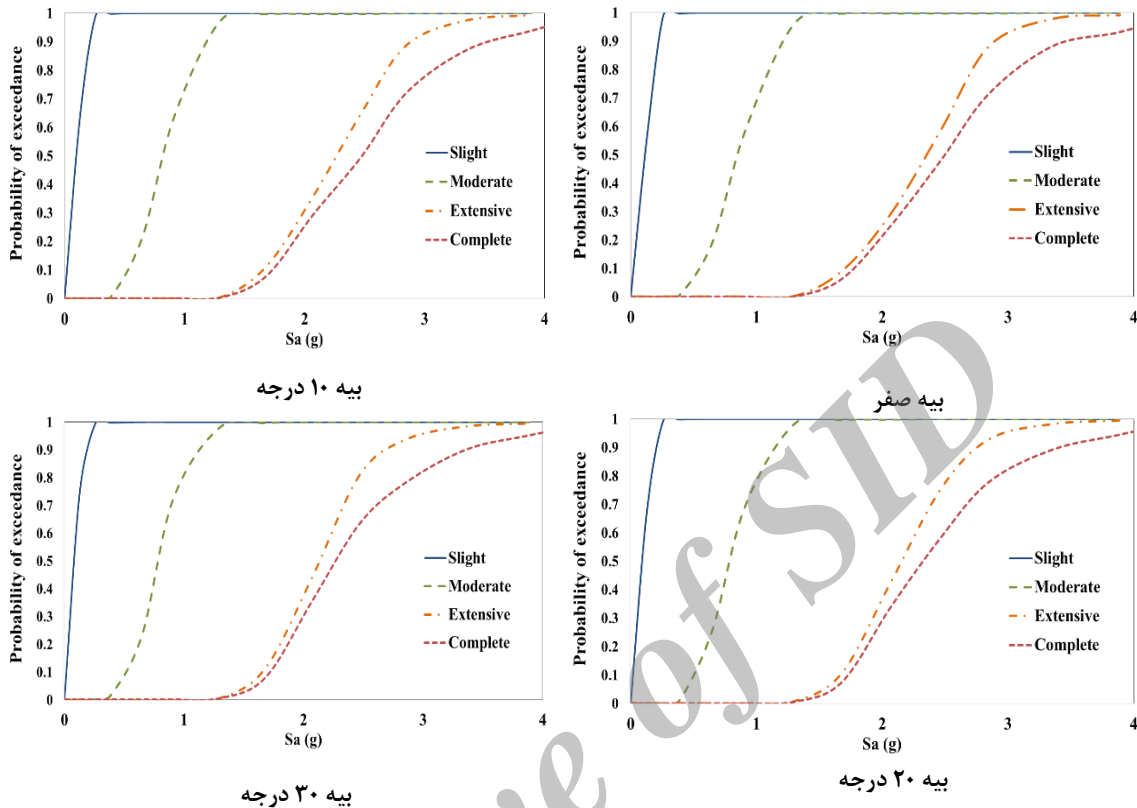 Probability of exceedance
1
0.9
0.8
0.7
0.6
0.5
0.4
0.3
0.2
0.1
0
Slight
Moderate
Extensive
Complete
0 1 2 3 4
Sa (g)
بیه ۱۰ درجه
Probability of exceedance
1
0.9
0.8
0.7
0.6
0.5
0.4
0.3
0.2
0.1
0
Slight
Moderate
Extensive
Complete
0 1 2 3 4
Sa (g)
بیه صفر
Probability of exceedance
1
0.9
0.8
0.7
0.6
0.5
0.4
0.3
0.2
0.1
0
Slight
Moderate
Extensive
Complete
0 1 2 3 4
Sa (g)
بیه ۳۰ درجه
Probability of exceedance
1
0.9
0.8
0.7
0.6
0.5
0.4
0.3
0.2
0.1
0
Slight
Moderate
Extensive
Complete
0 1 2 3 4
Sa (g)
بیه ۲۰ درجه
of SID